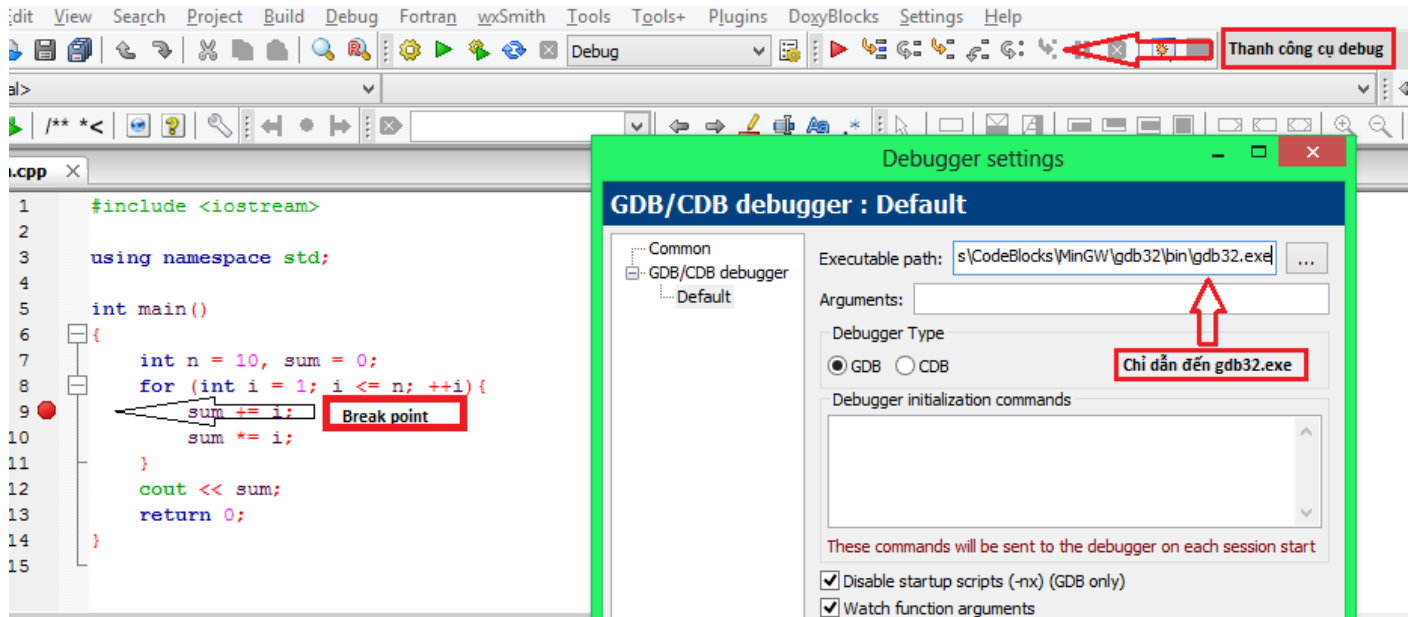 dit View Search Project Build Debug Fortran wxSmith Tools Tools+ Plugins DoxyBlocks Settings Help
Debug
Thanh công cụ debug
al>
/** *<
.cpp
Debugger settings
GDB/CDB debugger : Default
Common
GDB/CDB debugger
Default
Executable path: s\CodeBlocks\MinGW\gdb32\bin\gdb32.exe ...
Arguments:
Debugger Type
GDB CDB
Chỉ dẫn đến gdb32.exe
Debugger initialization commands
These commands will be sent to the debugger on each session start
Disable startup scripts (-nx) (GDB only)
Watch function arguments
1 #include <iostream>
2
3 using namespace std;
4
5 int main()
6 {
7 int n = 10, sum = 0;
8 for (int i = 1; i <= n; ++i){
9 sum += i;
Break point
10 sum *= i;
11 }
12 cout << sum;
13 return 0;
14 }
15